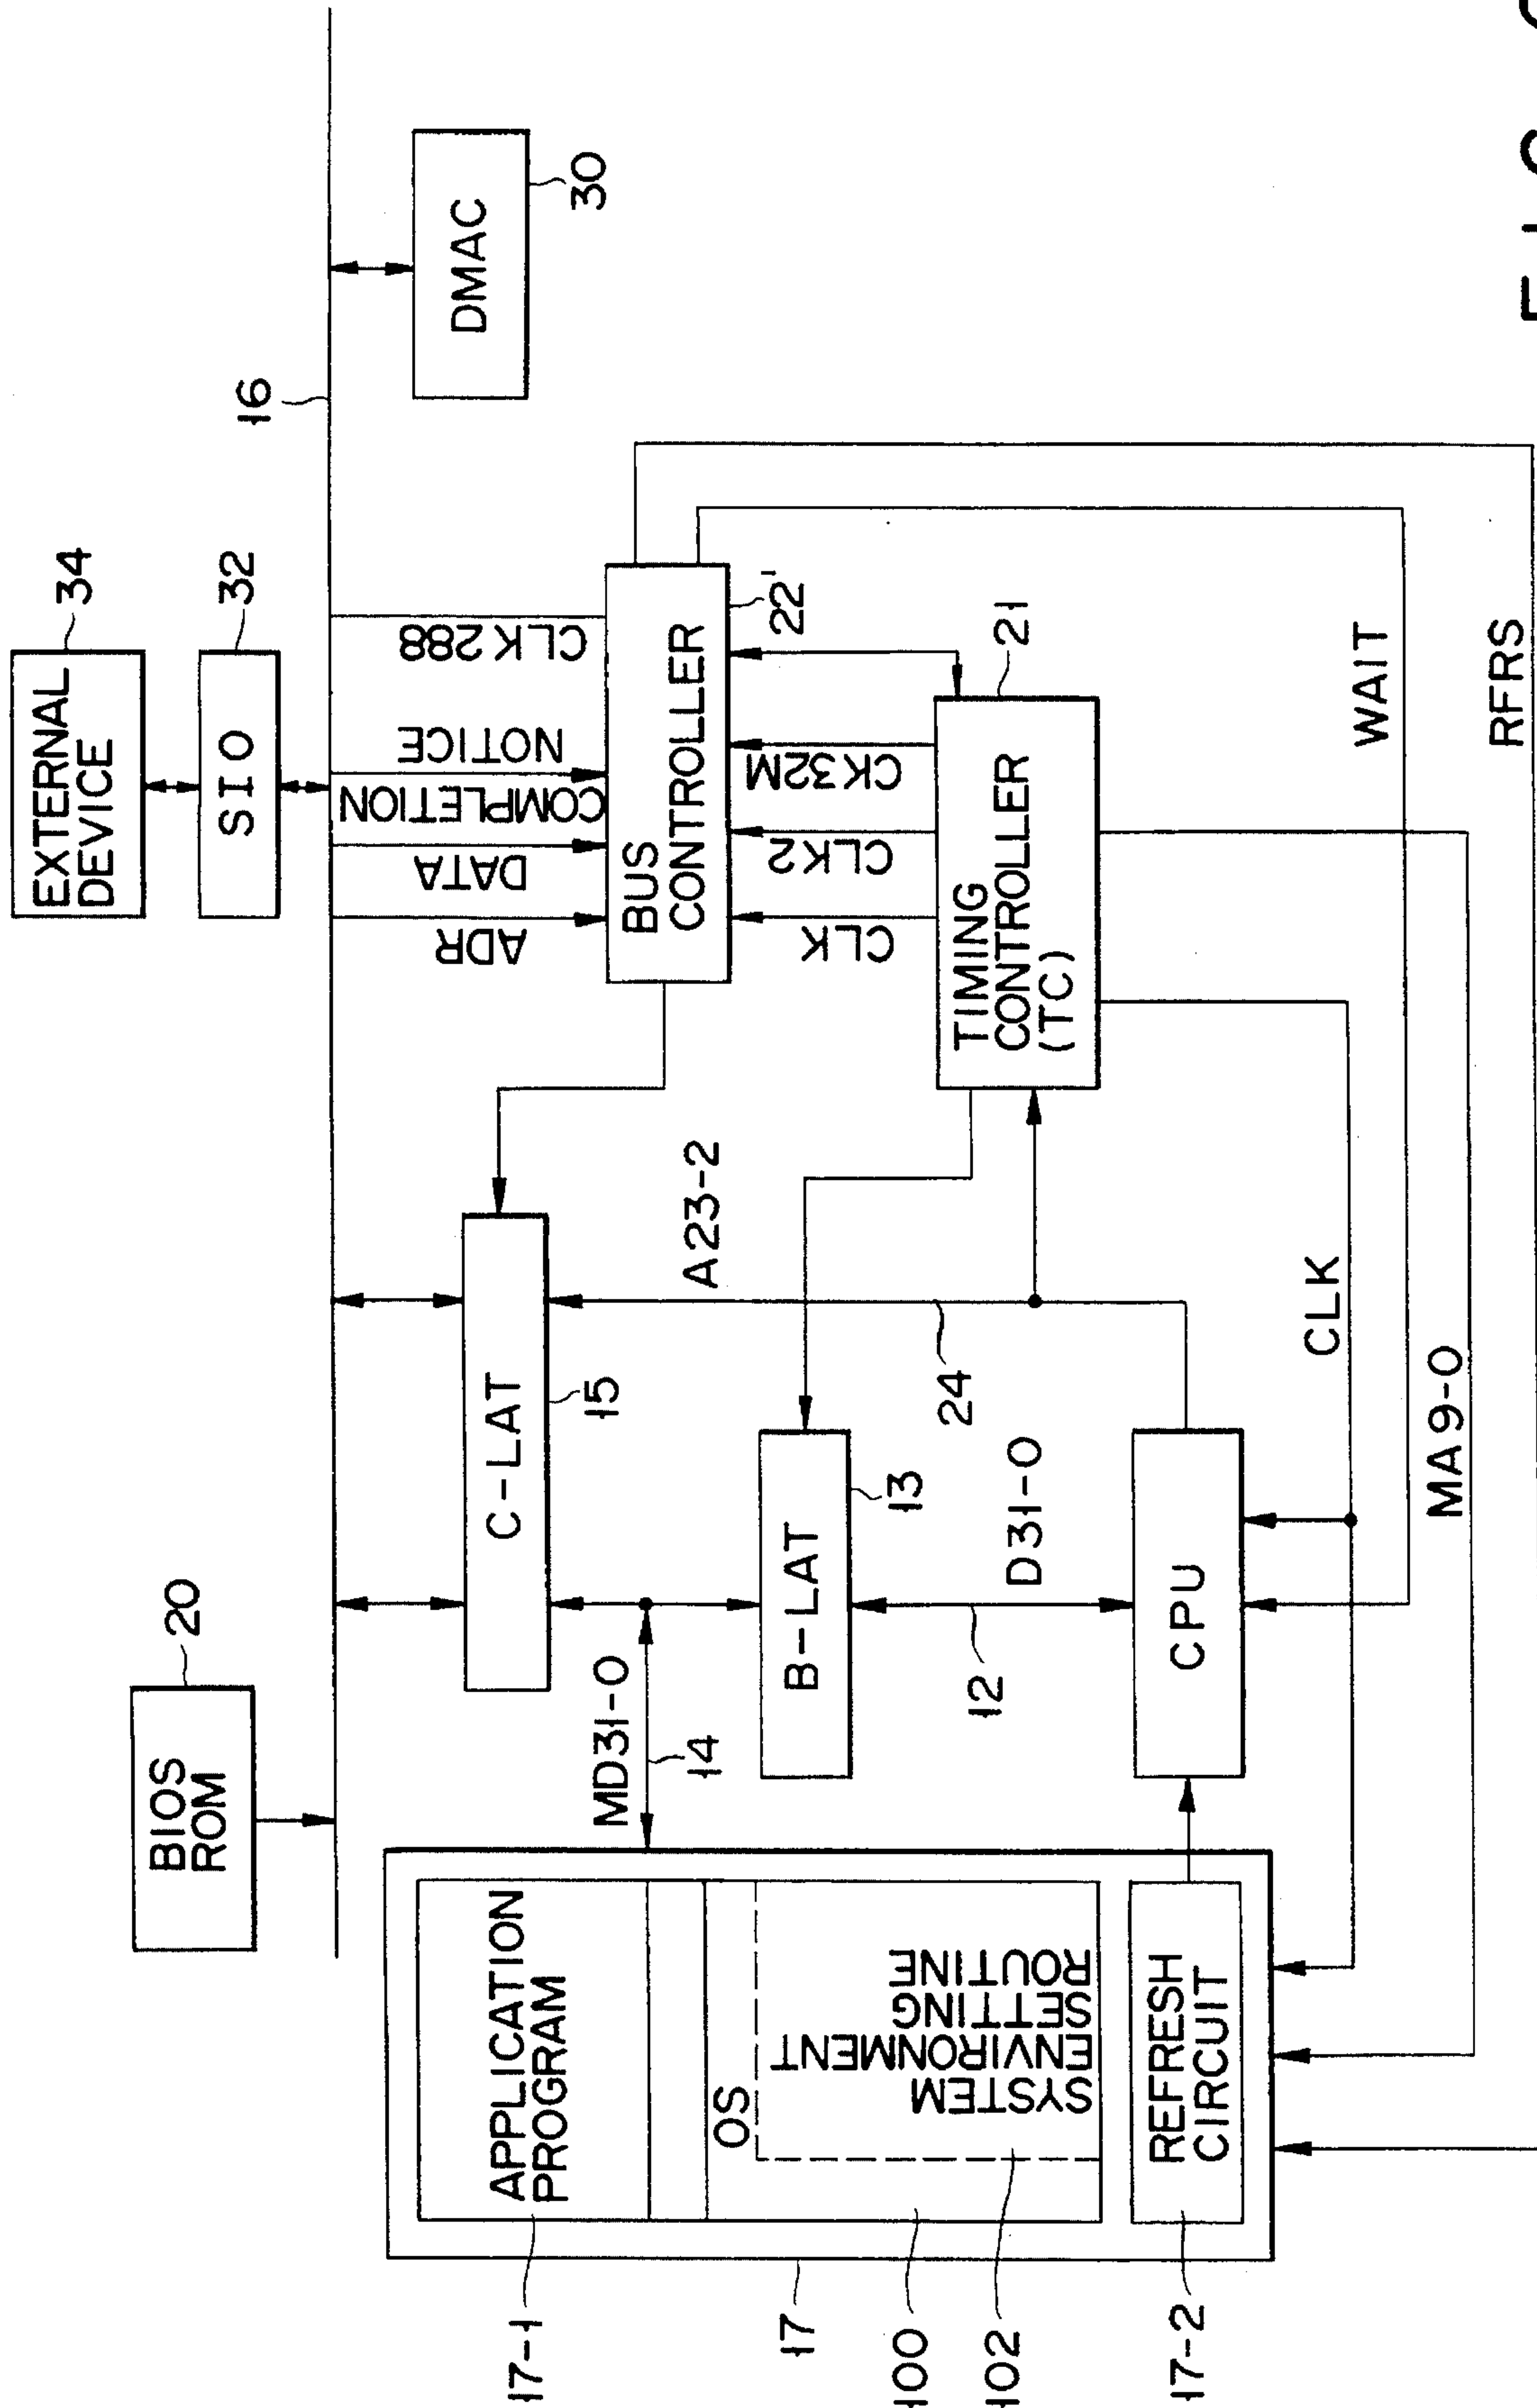 EXTERNAL
DEVICE
34
SIO
32
16
DMAC
30
BIOS
ROM
20
C-LAT
15
ADR
DATA
COMPLETION
NOTICE
CLK288
BUS
CONTROLLER
22'
CLK
CLK2
CK32M
TIMING
CONTROLLER
(TC)
21
A23-2
24
MD31-0
14
B-LAT
13
D31-0
12
CPU
CLK
WAIT
MA9-0
RFRS
APPLICATION
PROGRAM
OS
SYSTEM
ENVIRONMENT
SETTING
ROUTINE
REFRESH
CIRCUIT
17-1
17
100
102
17-2